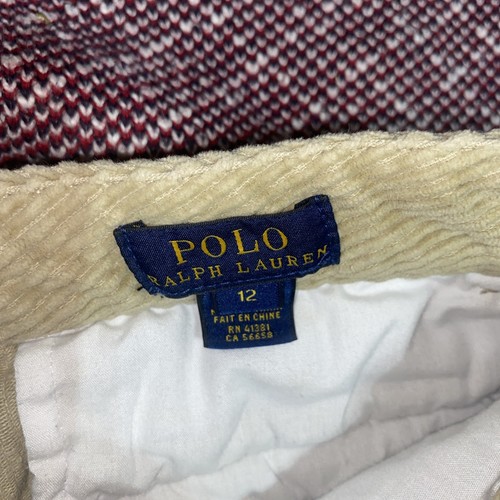 POLO
RALPH LAUREN
12
FAIT EN CHINE
RN 41381
CA 56658